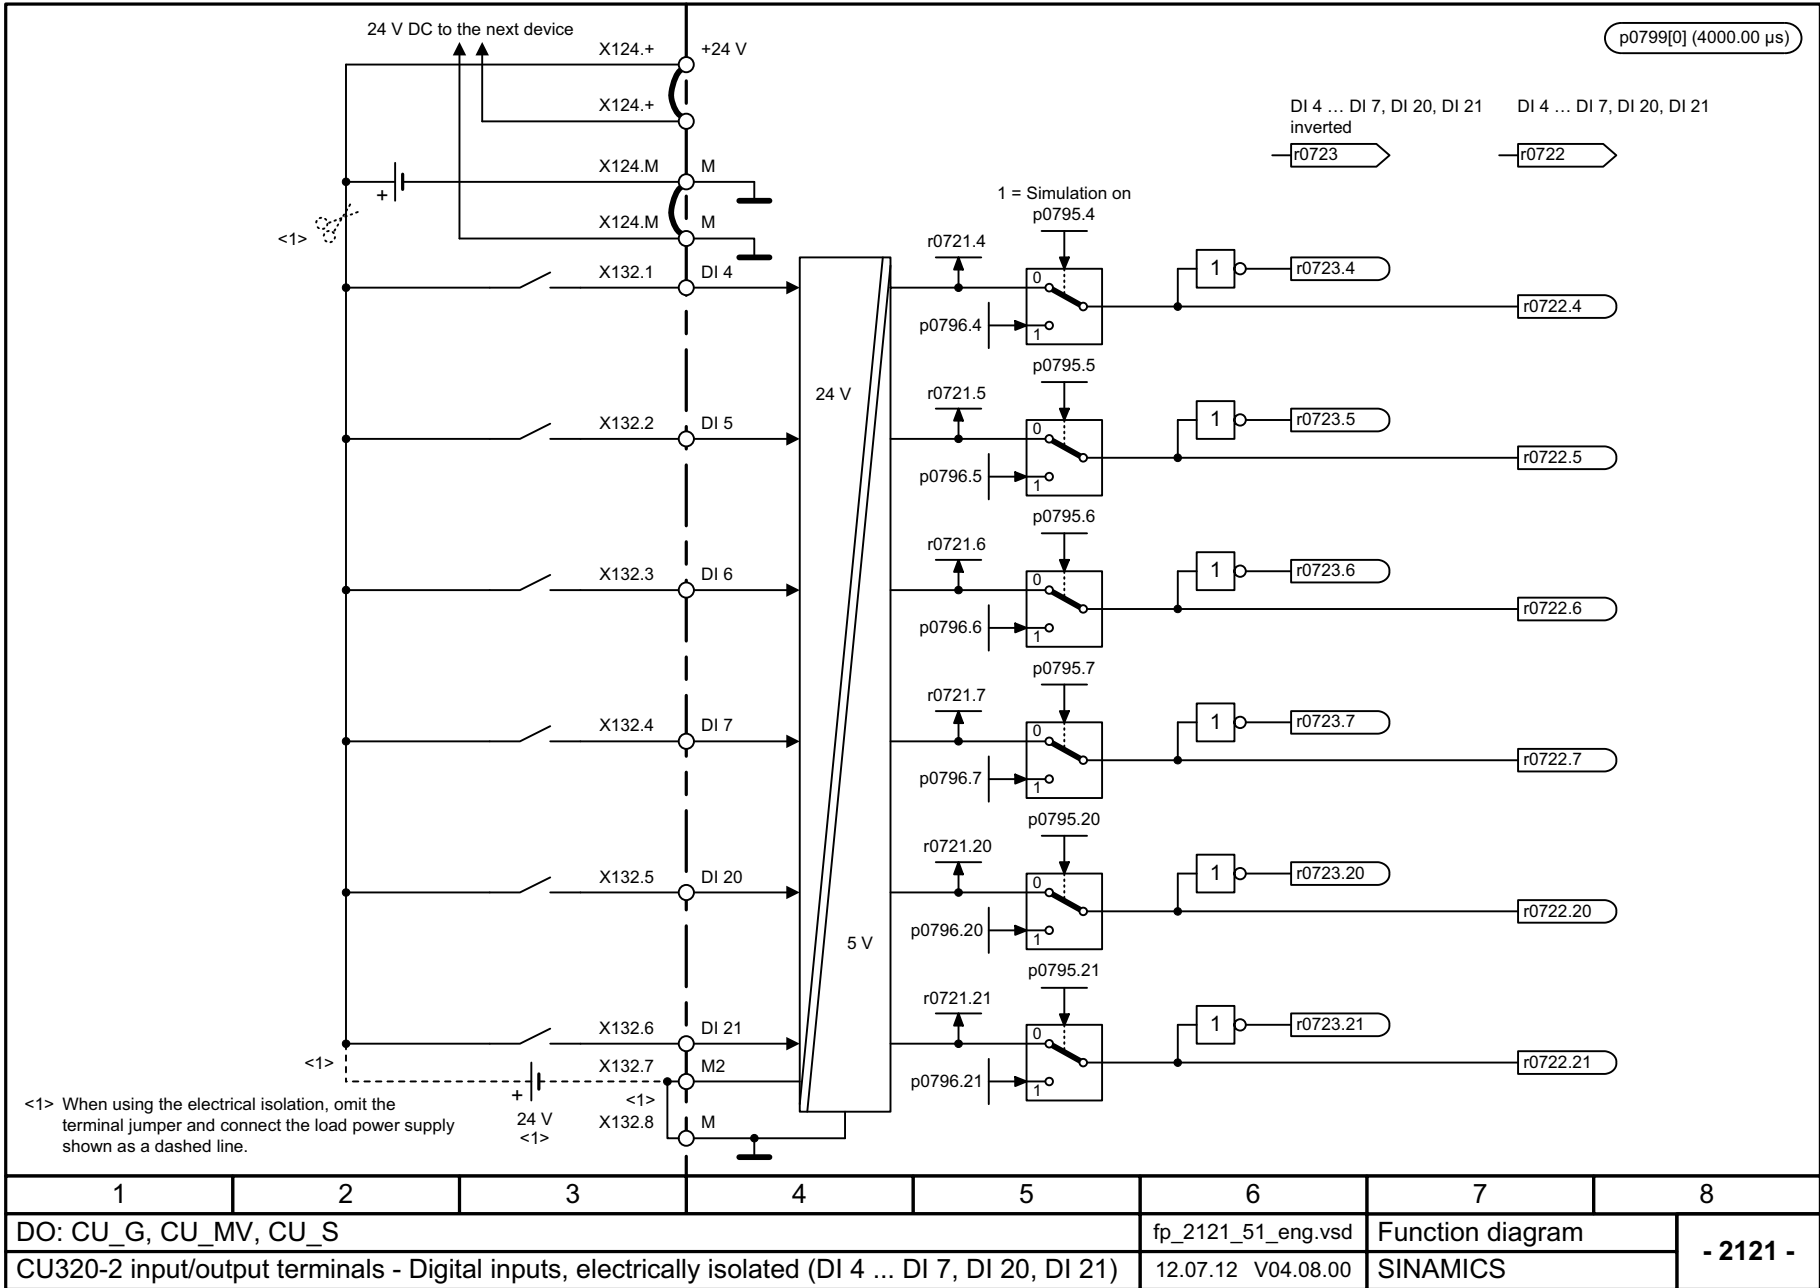 24 V DC to the next device
X124.+
+24 V
p0799[0] (4000.00 µs)
X124.+
DI 4 … DI 7, DI 20, DI 21
inverted
DI 4 … DI 7, DI 20, DI 21
r0723
r0722
X124.M
M
+
1 = Simulation on
p0795.4
<1>
X124.M
M
r0721.4
X132.1
DI 4
0
1
r0723.4
r0722.4
p0796.4
1
p0795.5
24 V
r0721.5
X132.2
DI 5
0
1
r0723.5
r0722.5
p0796.5
1
p0795.6
r0721.6
X132.3
DI 6
0
1
r0723.6
r0722.6
p0796.6
1
p0795.7
r0721.7
X132.4
DI 7
0
1
r0723.7
r0722.7
p0796.7
1
p0795.20
r0721.20
X132.5
DI 20
0
1
r0723.20
r0722.20
p0796.20
1
5 V
p0795.21
r0721.21
X132.6
DI 21
0
1
r0723.21
r0722.21
p0796.21
1
<1>
X132.7
M2
+
24 V
<1>
<1>
X132.8
M
<1> When using the electrical isolation, omit the
terminal jumper and connect the load power supply
shown as a dashed line.
1 2 3 4 5 6 7 8
DO: CU_G, CU_MV, CU_S
fp_2121_51_eng.vsd
Function diagram
- 2121 -
CU320-2 input/output terminals - Digital inputs, electrically isolated (DI 4 ... DI 7, DI 20, DI 21)
12.07.12 V04.08.00
SINAMICS